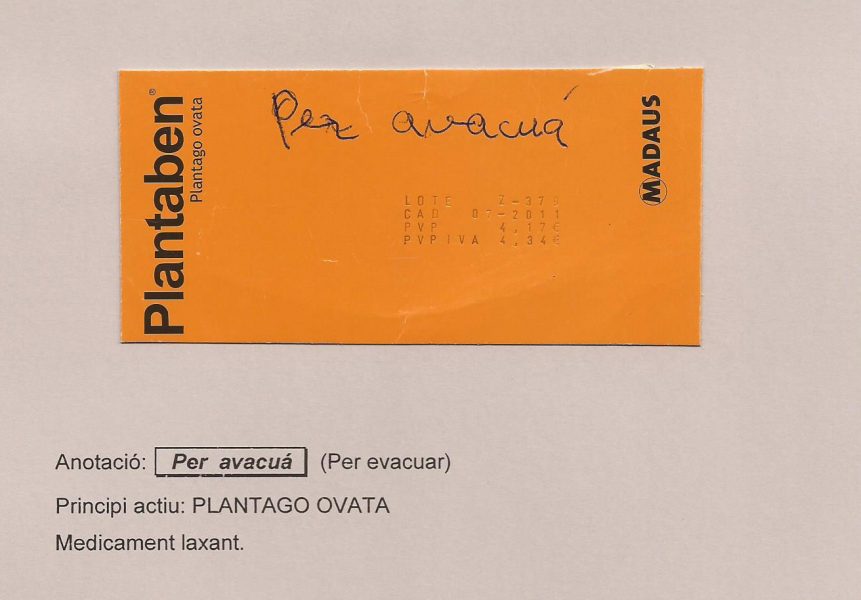 Plantaben®
Plantago ovata
Per avacuá
MADAUS
LOTE Z-379
CAD 07-2011
PVP 4,17€
PVPIVA 4,34€
Anotació: Per avacuá (Per evacuar)
Principi actiu: PLANTAGO OVATA
Medicament laxant.